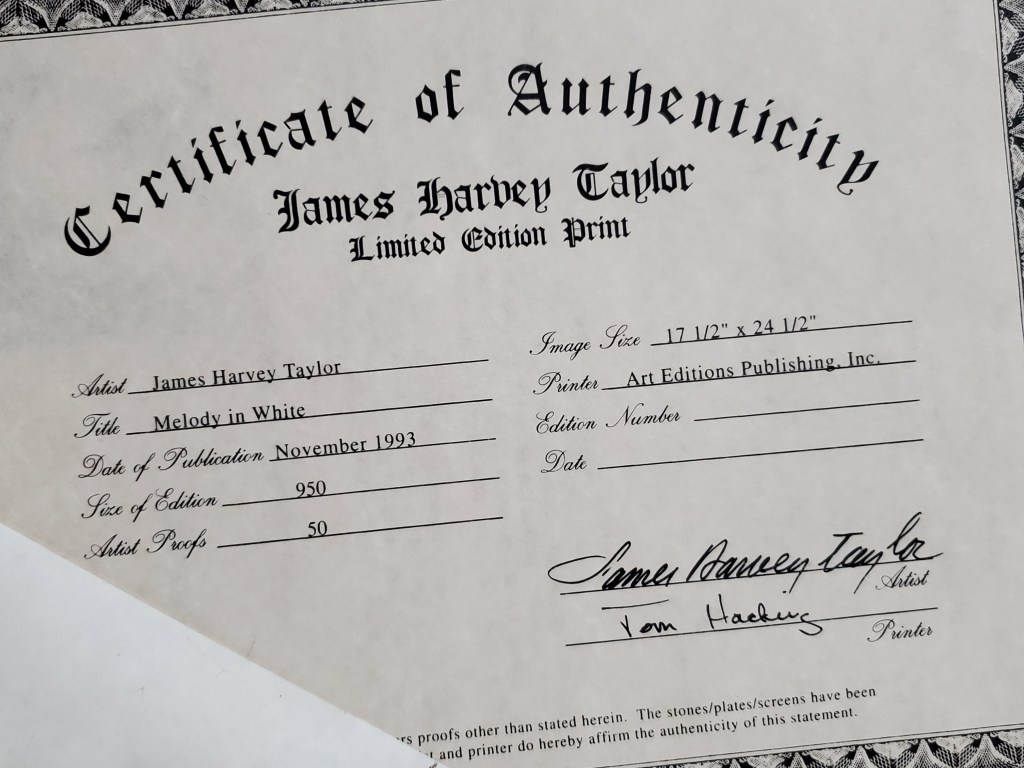 Certificate of Authenticity
James Harvey Taylor
Limited Edition Print
Artist James Harvey Taylor
Title Melody in White
Date of Publication November 1993
Size of Edition 950
Artist Proofs 50
Image Size 17 1/2" x 24 1/2"
Printer Art Editions Publishing, Inc.
Edition Number
Date
James Harvey Taylor
Artist
Tom Hacking
Printer
proofs other than stated herein. The stones/plates/screens have been
and printer do hereby affirm the authenticity of this statement.